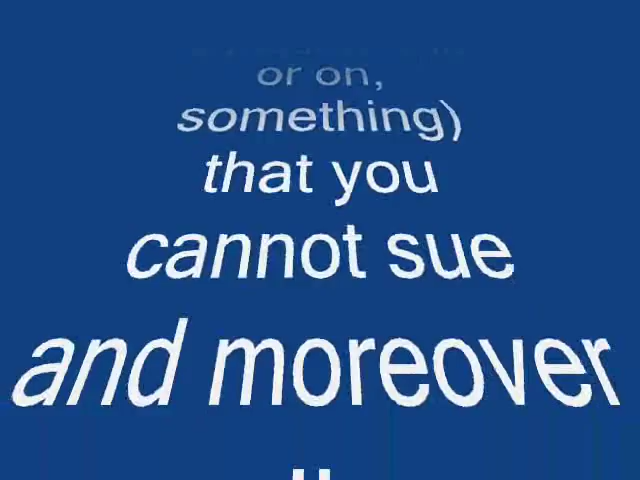 or on,
something)
that you
cannot sue
and moreover